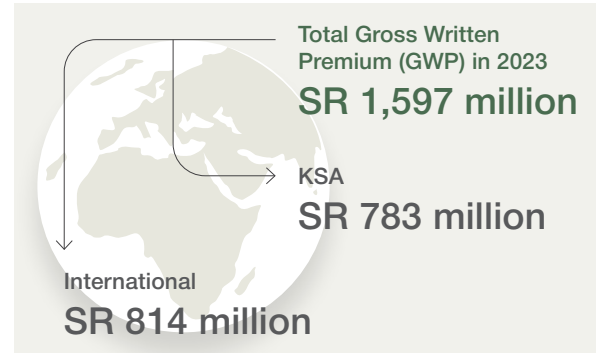 Total Gross Written
Premium (GWP) in 2023
SR 1,597 million
KSA
SR 783 million
International
SR 814 million